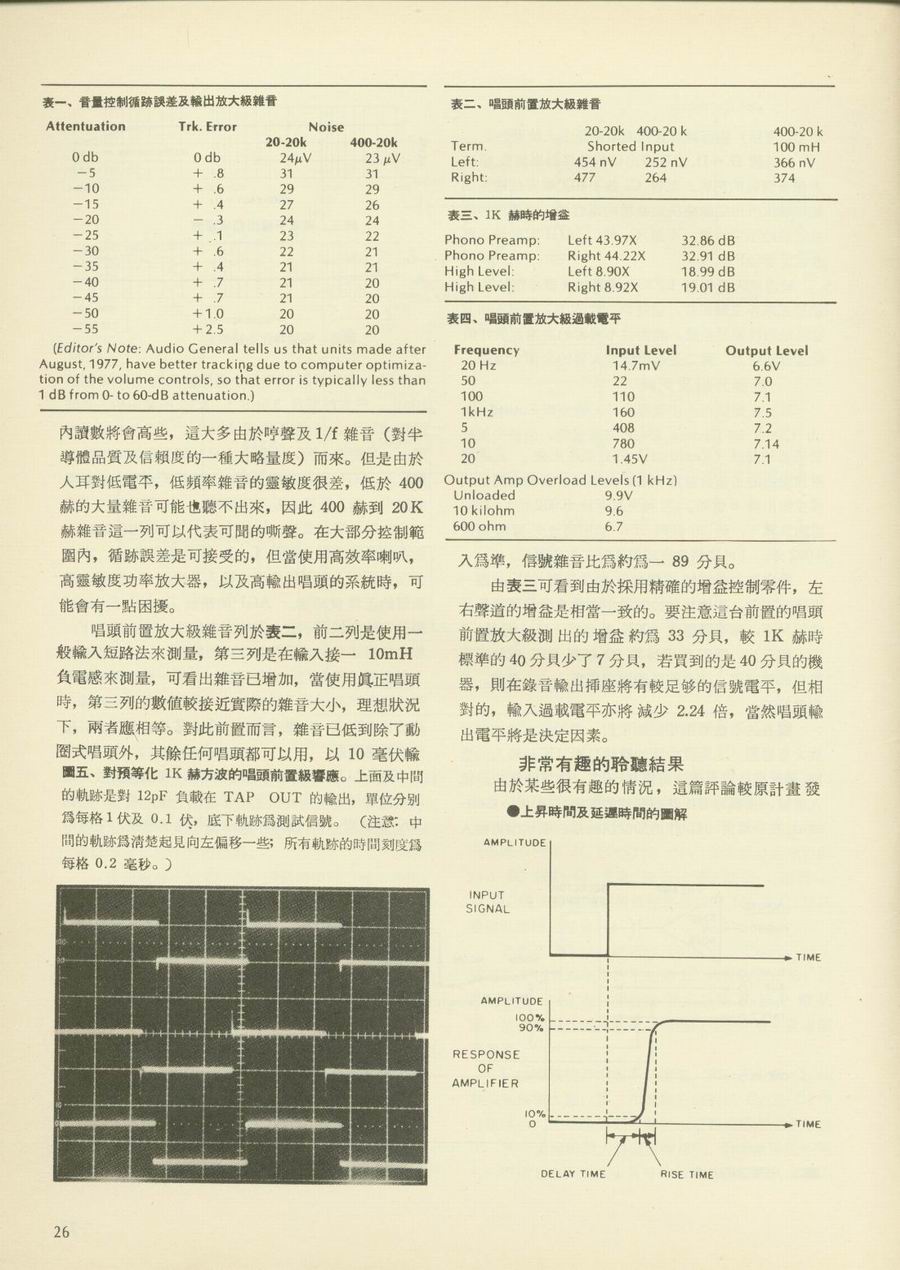 表一、音量控制循跡誤差及輸出放大級雜音
Attentuation Trk. Error Noise
20-20k 400-20k
0 db 0 db 24μV 23 μV
−5 + .8 31 31
−10 + .6 29 29
−15 + .4 27 26
−20 − .3 24 24
−25 + .1 23 22
−30 + .6 22 21
−35 + .4 21 21
−40 + .7 21 20
−45 + .7 21 20
−50 +1.0 20 20
−55 +2.5 20 20
(Editor's Note: Audio General tells us that units made after
August, 1977, have better tracking due to computer optimiza-
tion of the volume controls, so that error is typically less than
1 dB from 0- to 60-dB attenuation.)
內讀數將會高些，這大多由於哼聲及 1/f 雜音（對半
導體品質及信賴度的一種大略量度）而來。但是由於
人耳對低電平，低頻率雜音的靈敏度很差，低於 400
赫的大量雜音可能也聽不出來，因此 400 赫到 20K
赫雜音這一列可以代表可聞的嘶聲。在大部分控制範
圍內，循跡誤差是可接受的，但當使用高效率喇叭，
高靈敏度功率放大器，以及高輸出唱頭的系統時，可
能會有一點困擾。
唱頭前置放大級雜音列於表二，前二列是使用一
般輸入短路法來測量，第三列是在輸入接一 10mH
負電感來測量，可看出雜音已增加，當使用眞正唱頭
時，第三列的數値較接近實際的雜音大小，理想狀況
下，兩者應相等。對此前置而言，雜音已低到除了動
圈式唱頭外，其餘任何唱頭都可以用，以 10 毫伏輸
圖五、對預等化 1K 赫方波的唱頭前置級響應。上面及中間
的軌跡是對 12pF 負載在 TAP OUT 的輸出，單位分別
爲每格 1 伏及 0.1 伏，底下軌跡爲測試信號。（注意：中
間的軌跡爲淸楚起見向左偏移一些；所有軌跡的時間刻度爲
每格 0.2 毫秒。）
26
表二、唱頭前置放大級雜音
20-20k 400-20 k 400-20 k
Term. Shorted Input 100 mH
Left: 454 nV 252 nV 366 nV
Right: 477 264 374
表三、1K 赫時的增益
Phono Preamp: Left 43.97X 32.86 dB
Phono Preamp: Right 44.22X 32.91 dB
High Level: Left 8.90X 18.99 dB
High Level: Right 8.92X 19.01 dB
表四、唱頭前置放大級過載電平
Frequency Input Level Output Level
20 Hz 14.7mV 6.6V
50 22 7.0
100 110 7.1
1kHz 160 7.5
5 408 7.2
10 780 7.14
20 1.45V 7.1
Output Amp Overload Levels (1 kHz)
Unloaded 9.9V
10 kilohm 9.6
600 ohm 6.7
入爲準，信號雜音比爲約爲— 89 分貝。
由表三可看到由於採用精確的增益控制零件，左
右聲道的增益是相當一致的。要注意這台前置的唱頭
前置放大級測出的增益約爲 33 分貝，較 1K 赫時
標準的 40 分貝少了 7 分貝，若買到的是 40 分貝的機
器，則在錄音輸出揷座將有較足够的信號電平，但相
對的，輸入過載電平亦將減少 2.24 倍，當然唱頭輸
出電平將是決定因素。
非常有趣的聆聽結果
由於某些很有趣的情況，這篇評論較原計畫發
●上昇時間及延遲時間的圖解
AMPLITUDE
INPUT
SIGNAL
TIME
AMPLITUDE
100%
90%
RESPONSE
OF
AMPLIFIER
10%
0
TIME
DELAY TIME RISE TIME